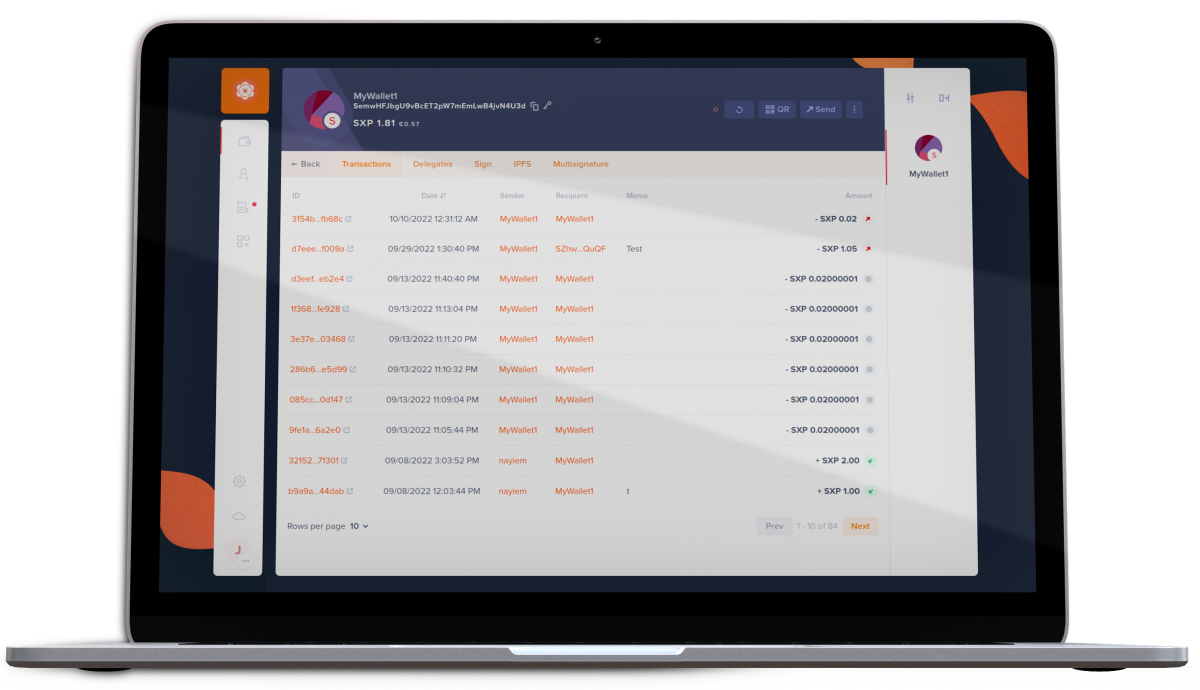 MyWallet1
SemwHFJbgU9vBcET2pW7mEmLwB4jvN4U3d
S
SXP 1.81 €0.57
QR
Send
S
MyWallet1
← Back Transactions Delegates Sign IPFS Multisignature
ID Date Sender Recipient Memo Amount
3154b...fb68c 10/10/2022 12:31:12 AM MyWallet1 MyWallet1 - SXP 0.02
d7eee...f009a 09/29/2022 1:30:40 PM MyWallet1 SZhw...QuQF Test - SXP 1.05
d3eef...eb2e4 09/13/2022 11:40:40 PM MyWallet1 MyWallet1 - SXP 0.02000001
1f368...1e928 09/13/2022 11:13:04 PM MyWallet1 MyWallet1 - SXP 0.02000001
3e37e...03468 09/13/2022 11:11:20 PM MyWallet1 MyWallet1 - SXP 0.02000001
286b6...e5d99 09/13/2022 11:10:32 PM MyWallet1 MyWallet1 - SXP 0.02000001
085cc...0d147 09/13/2022 11:09:04 PM MyWallet1 MyWallet1 - SXP 0.02000001
9fe1a...6a2e0 09/13/2022 11:05:44 PM MyWallet1 MyWallet1 - SXP 0.02000001
32152...71301 09/08/2022 3:03:52 PM nayiem MyWallet1 + SXP 2.00
b9a9a...44dab 09/08/2022 12:03:44 PM nayiem MyWallet1 t + SXP 1.00
Rows per page 10 Prev 1 - 10 of 84 Next
J